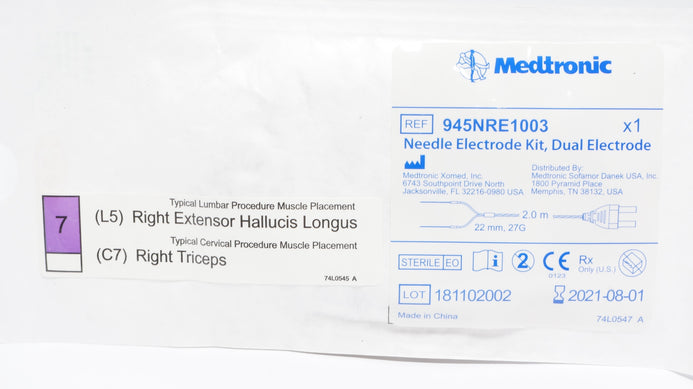 Medtronic
REF 945NRE1003 x1
Needle Electrode Kit, Dual Electrode
Medtronic Xomed, Inc.
6743 Southpoint Drive North
Jacksonville, FL 32216-0980 USA
Distributed By:
Medtronic Sofamor Danek USA, Inc.
1800 Pyramid Place
Memphis, TN 38132, USA
2.0 m
22 mm, 27G
STERILE EO i 2 CE 0123 Rx Only (U.S.)
LOT 181102002 2021-08-01
Made in China 74L0547 A
7
Typical Lumbar Procedure Muscle Placement
(L5) Right Extensor Hallucis Longus
Typical Cervical Procedure Muscle Placement
(C7) Right Triceps
74L0545 A